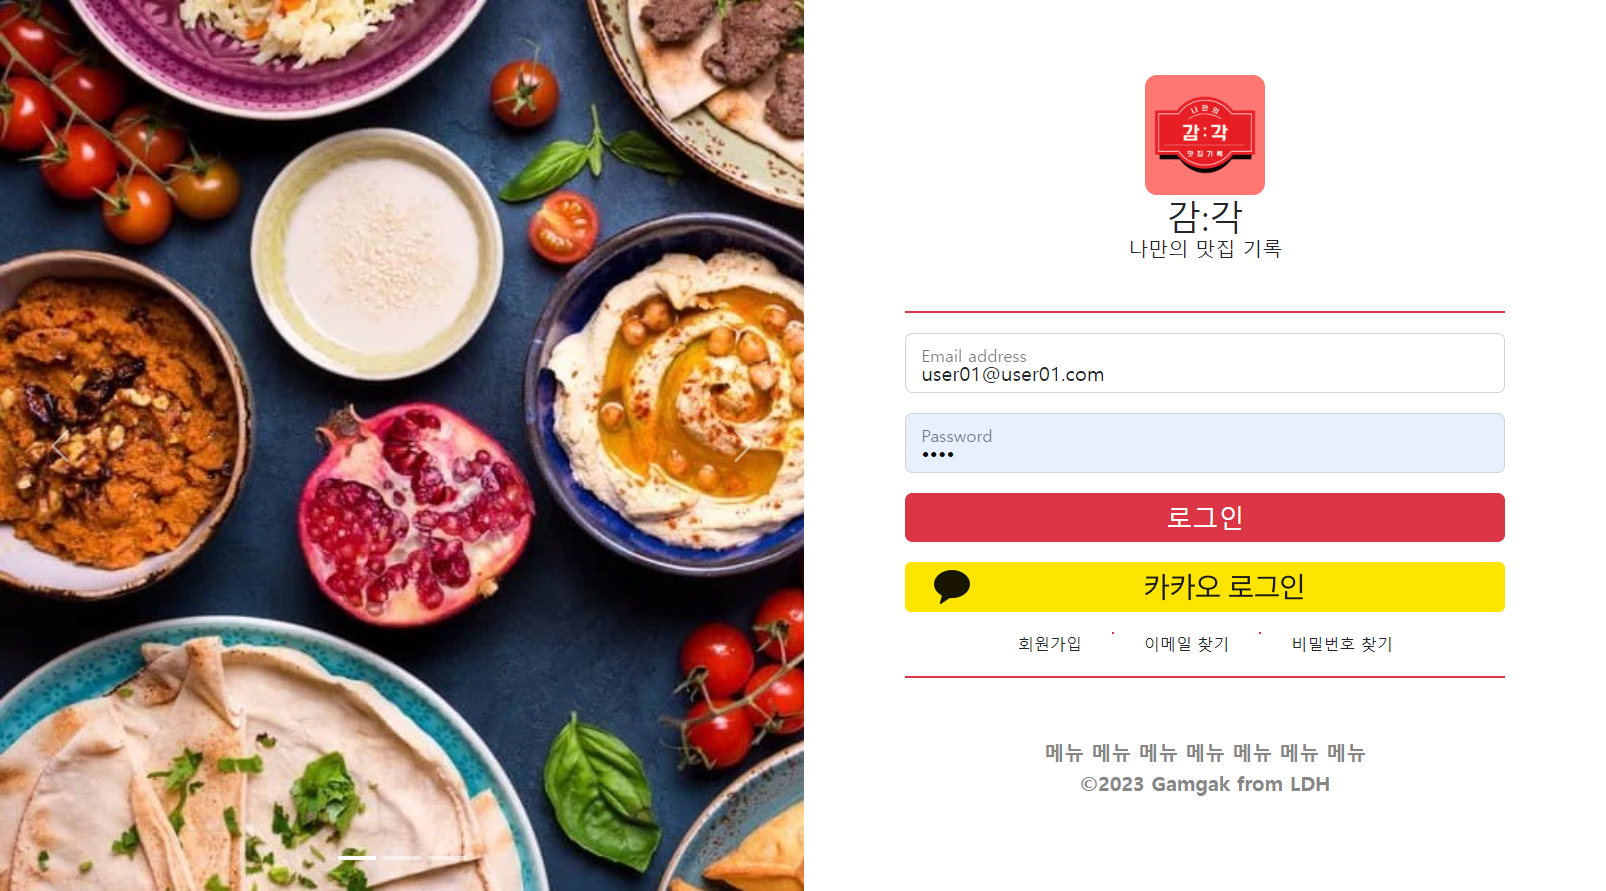 나만의
감:각
맛집기록
감:각
나만의 맛집 기록
Email address
user01@user01.com
Password
••••
로그인
카카오 로그인
회원가입 · 이메일 찾기 · 비밀번호 찾기
메뉴 메뉴 메뉴 메뉴 메뉴 메뉴 메뉴
©2023 Gamgak from LDH